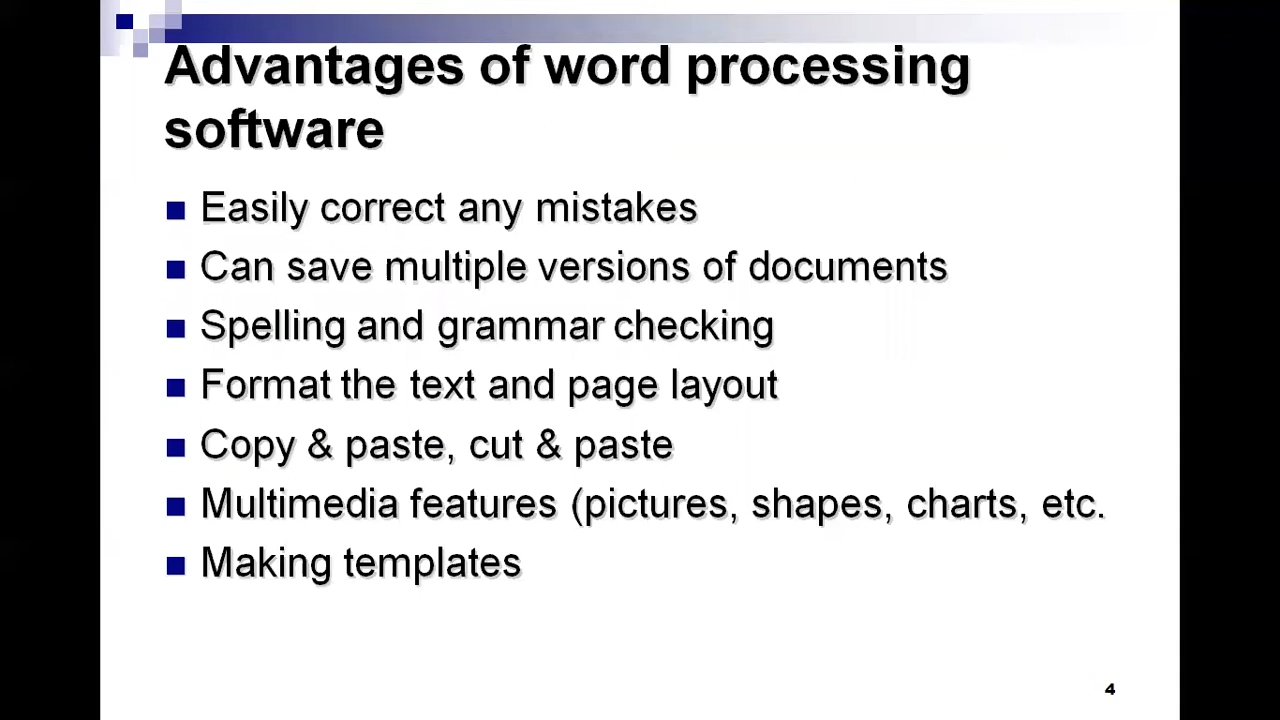 Advantages of word processing
software
Easily correct any mistakes
Can save multiple versions of documents
Spelling and grammar checking
Format the text and page layout
Copy & paste, cut & paste
Multimedia features (pictures, shapes, charts, etc.
Making templates
4